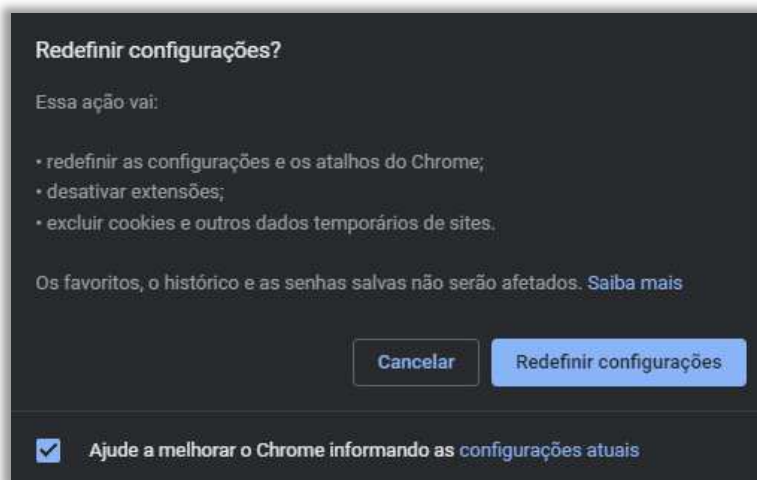 Redefinir configurações?
Essa ação vai:
• redefinir as configurações e os atalhos do Chrome;
• desativar extensões;
• excluir cookies e outros dados temporários de sites.
Os favoritos, o histórico e as senhas salvas não serão afetados. Saiba mais
Cancelar Redefinir configurações
Ajude a melhorar o Chrome informando as configurações atuais